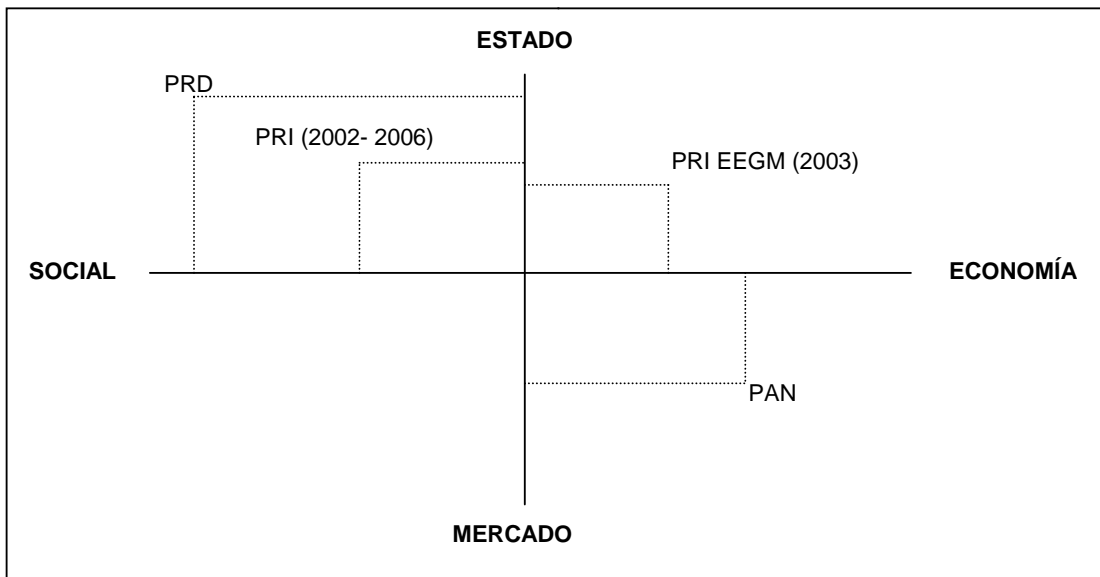 ESTADO
PRD
PRI (2002- 2006)
PRI EEGM (2003)
SOCIAL
ECONOMÍA
PAN
MERCADO